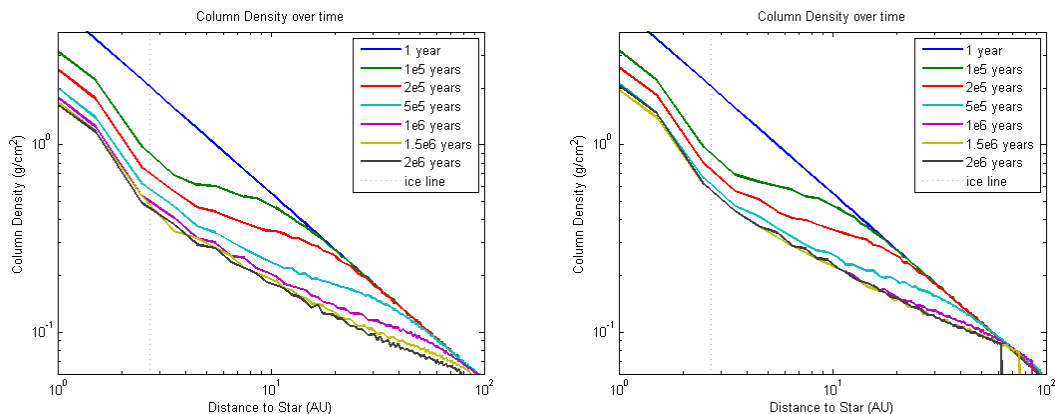 Column Density over time
Column Density (g/cm²)
10⁰
10⁻¹
1 year
1e5 years
2e5 years
5e5 years
1e6 years
1.5e6 years
2e6 years
ice line
10⁰
10¹
10²
Distance to Star (AU)
Column Density over time
Column Density (g/cm²)
10⁰
10⁻¹
1 year
1e5 years
2e5 years
5e5 years
1e6 years
1.5e6 years
2e6 years
ice line
10⁰
10¹
10²
Distance to Star (AU)